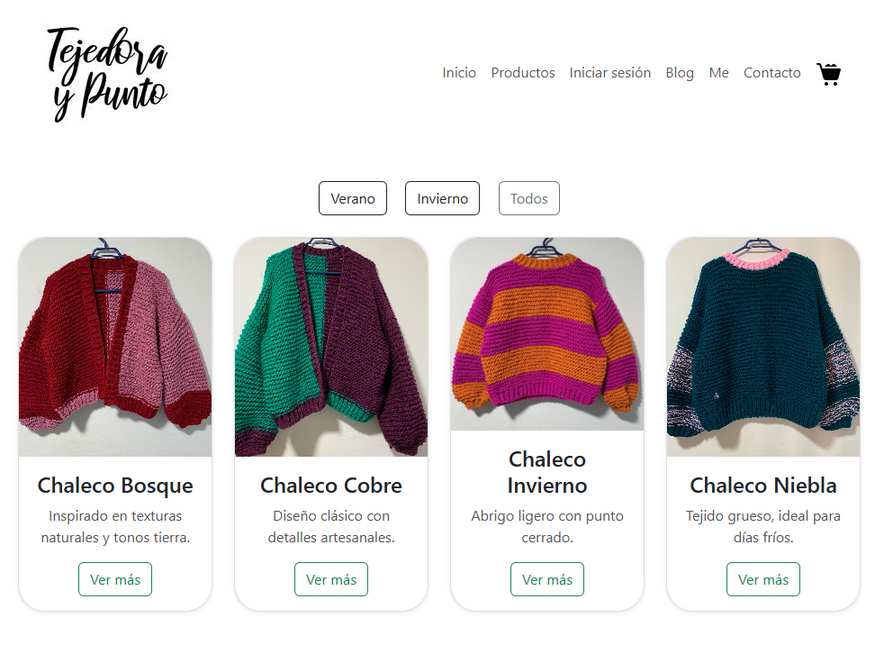 Tejedora
y Punto
Inicio Productos Iniciar sesión Blog Me Contacto
Verano Invierno Todos
Chaleco Bosque
Inspirado en texturas
naturales y tonos tierra.
Ver más
Chaleco Cobre
Diseño clásico con
detalles artesanales.
Ver más
Chaleco
Invierno
Abrigo ligero con punto
cerrado.
Ver más
Chaleco Niebla
Tejido grueso, ideal para
días fríos.
Ver más